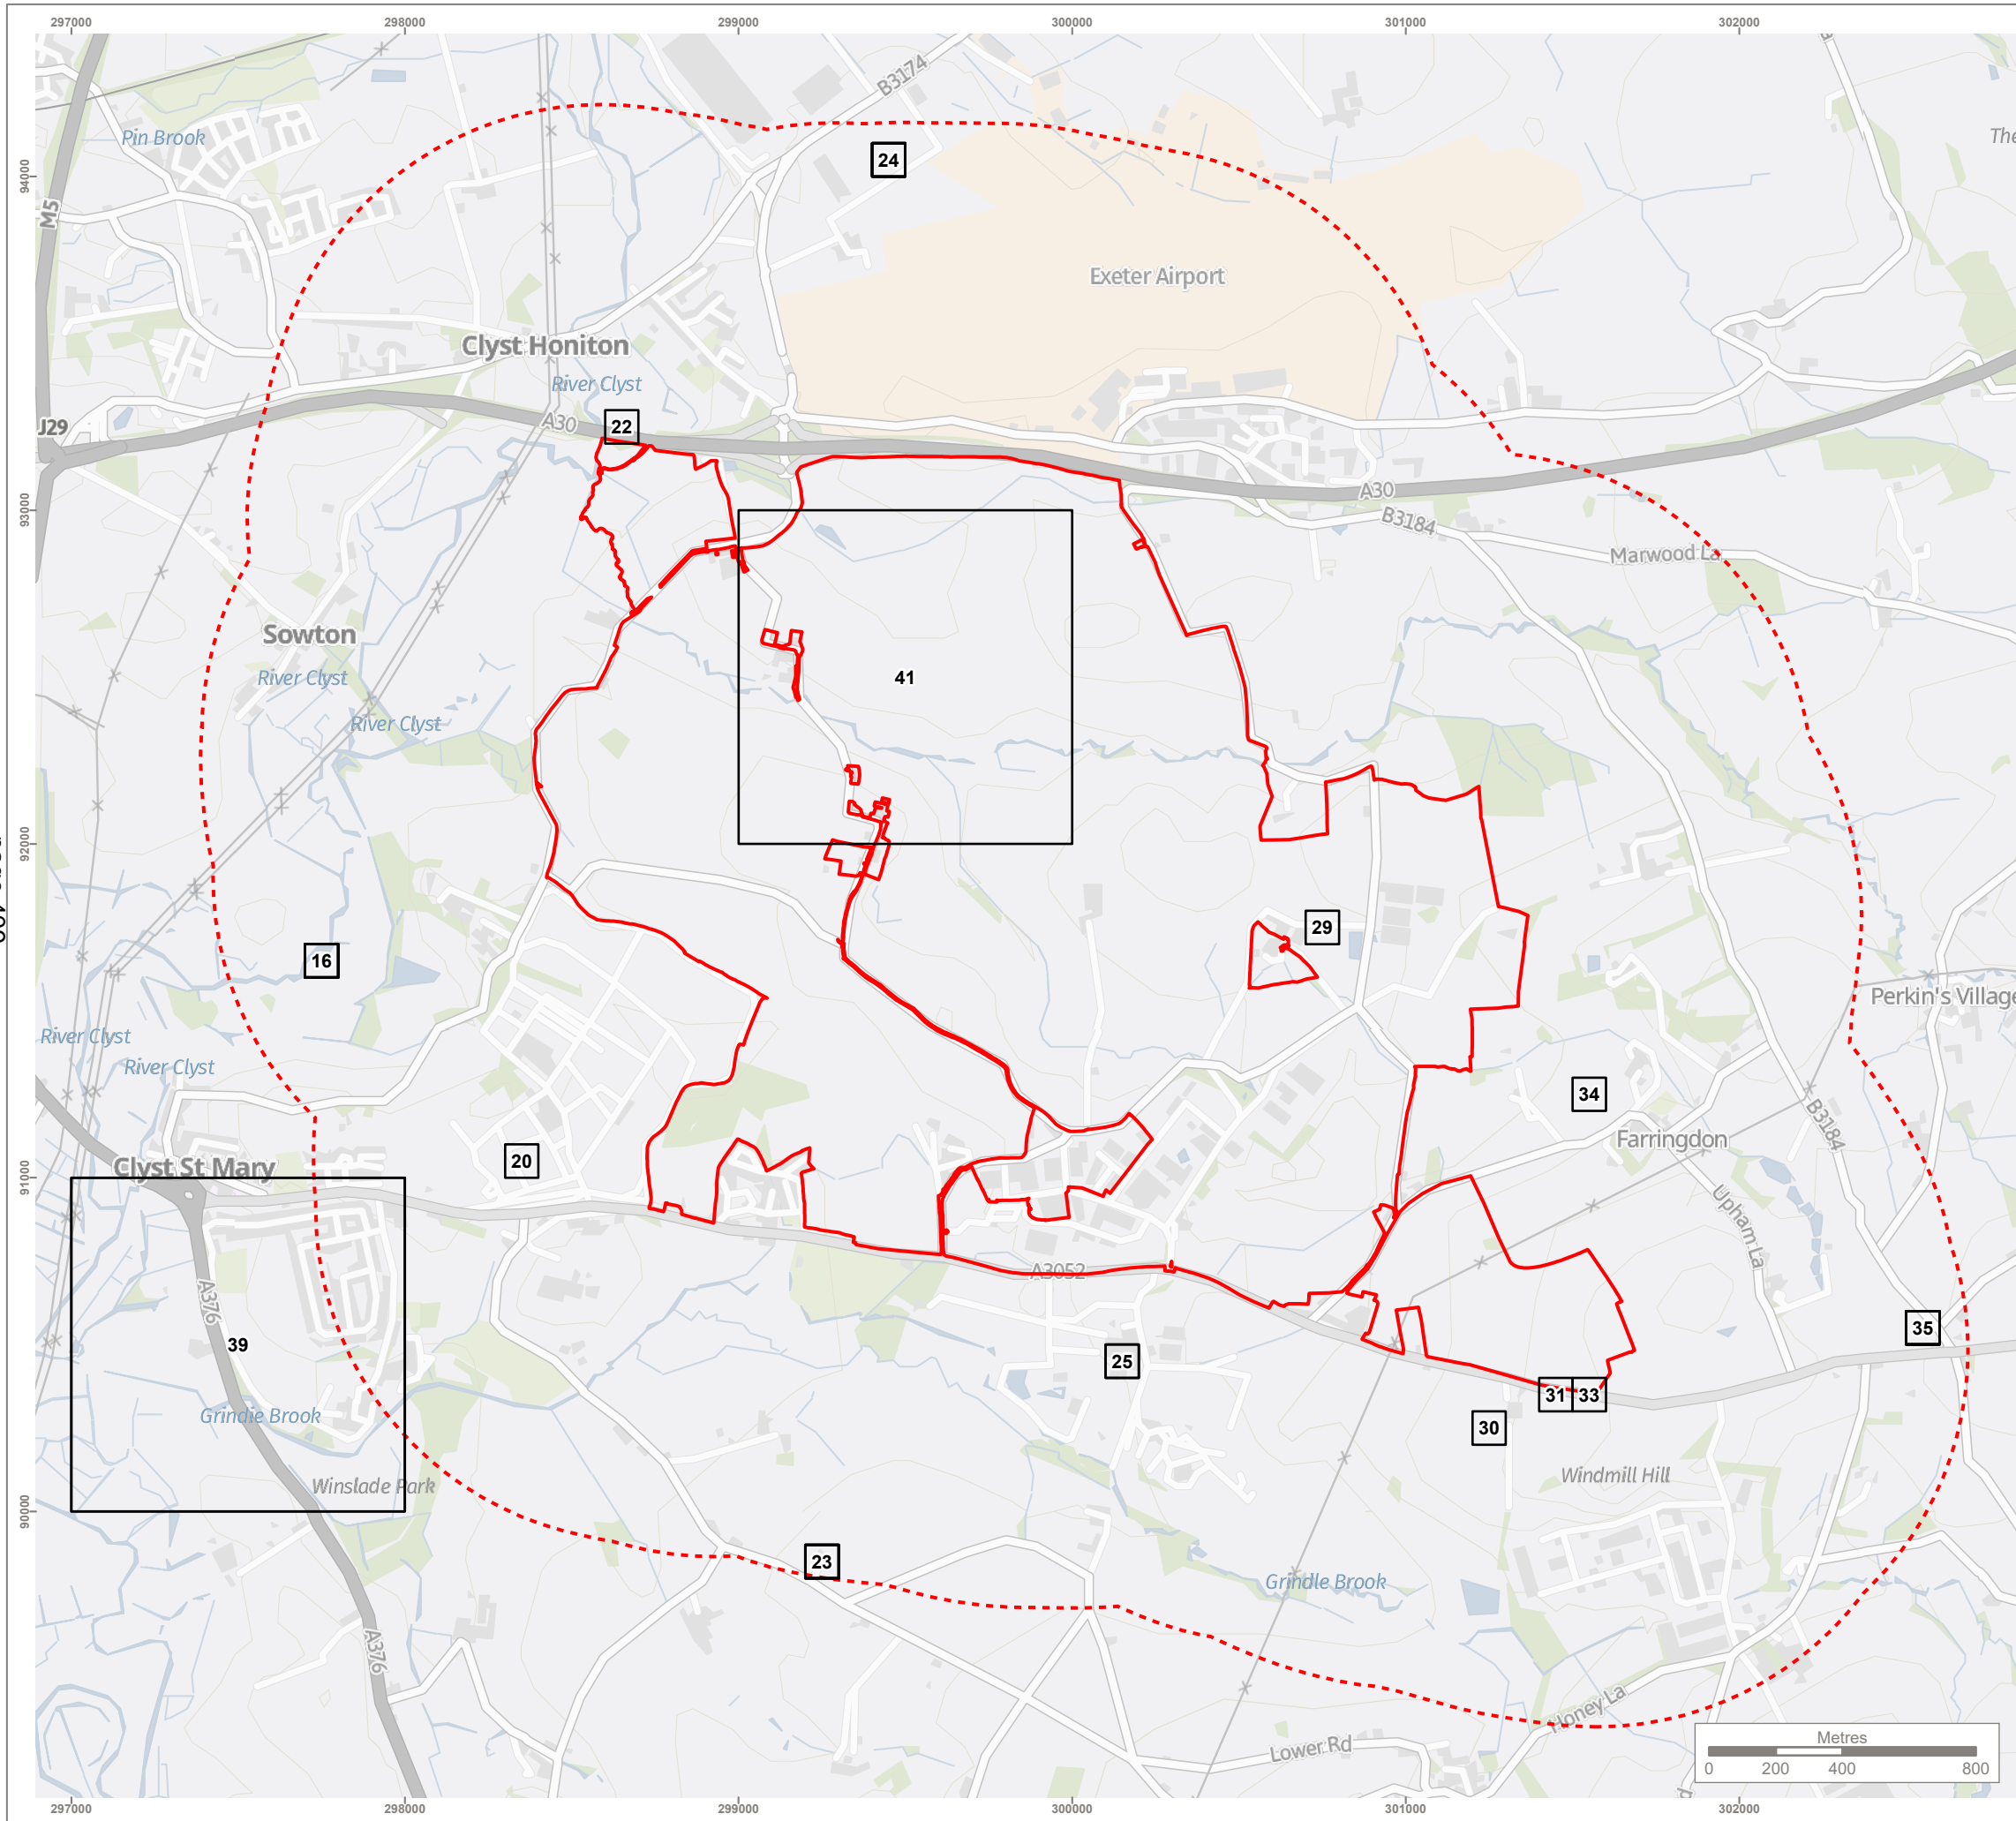 297000 298000 299000 300000 301000 302000
B3174
Pin Brook
24
94000
M5
Exeter Airport
Clyst Honiton
River Clyst
J29
A30
22
A30
93000
B3184
Marwood La
Sowton
River Clyst
41
River Clyst
92000
29
16
Perkin's Village
River Clyst
River Clyst
34
B3184
Farringdon
20
Clyst St Mary
91000
Upham La
A3052
A376
35
39
25
31 33
Grindle Brook
30
Windmill Hill
Winslade Park
90000
23
Grindle Brook
A376
Honey La
Lower Rd
Metres
0 200 400 800
297000 298000 299000 300000 301000 302000